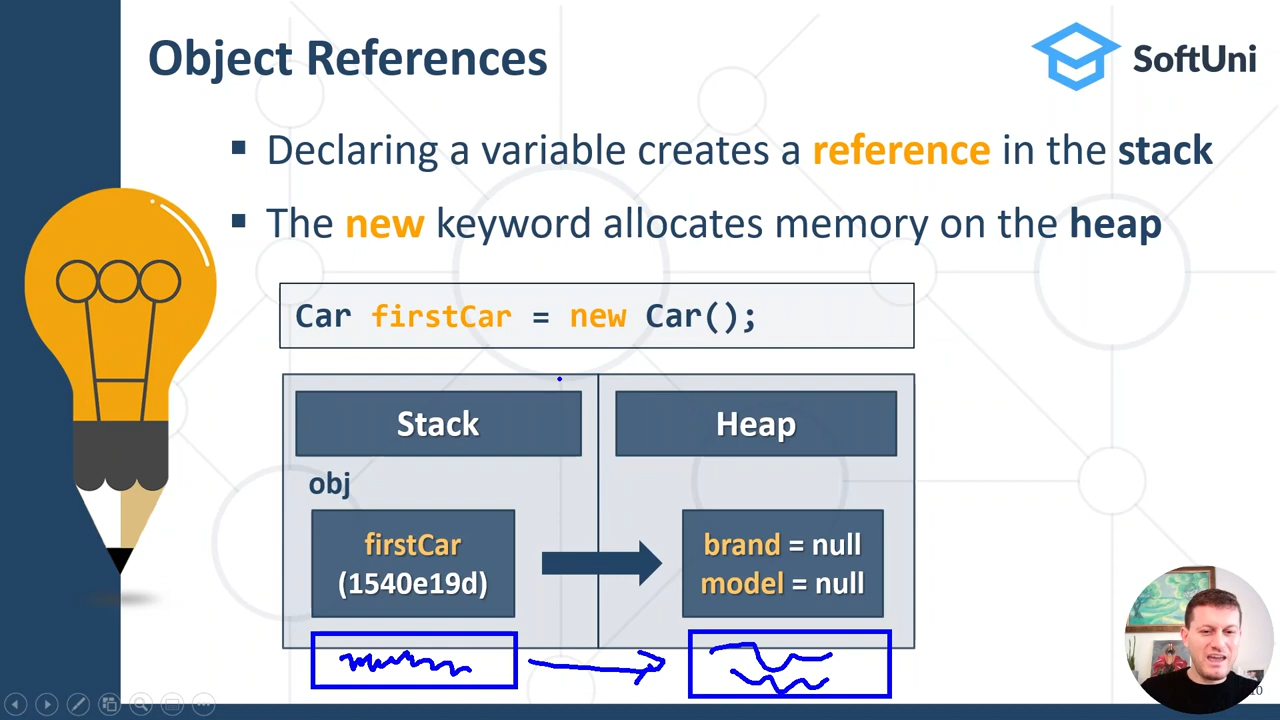 Object References
SoftUni
▪ Declaring a variable creates a reference in the stack
▪ The new keyword allocates memory on the heap
Car firstCar = new Car();
Stack
Heap
obj
firstCar
(1540e19d)
brand = null
model = null